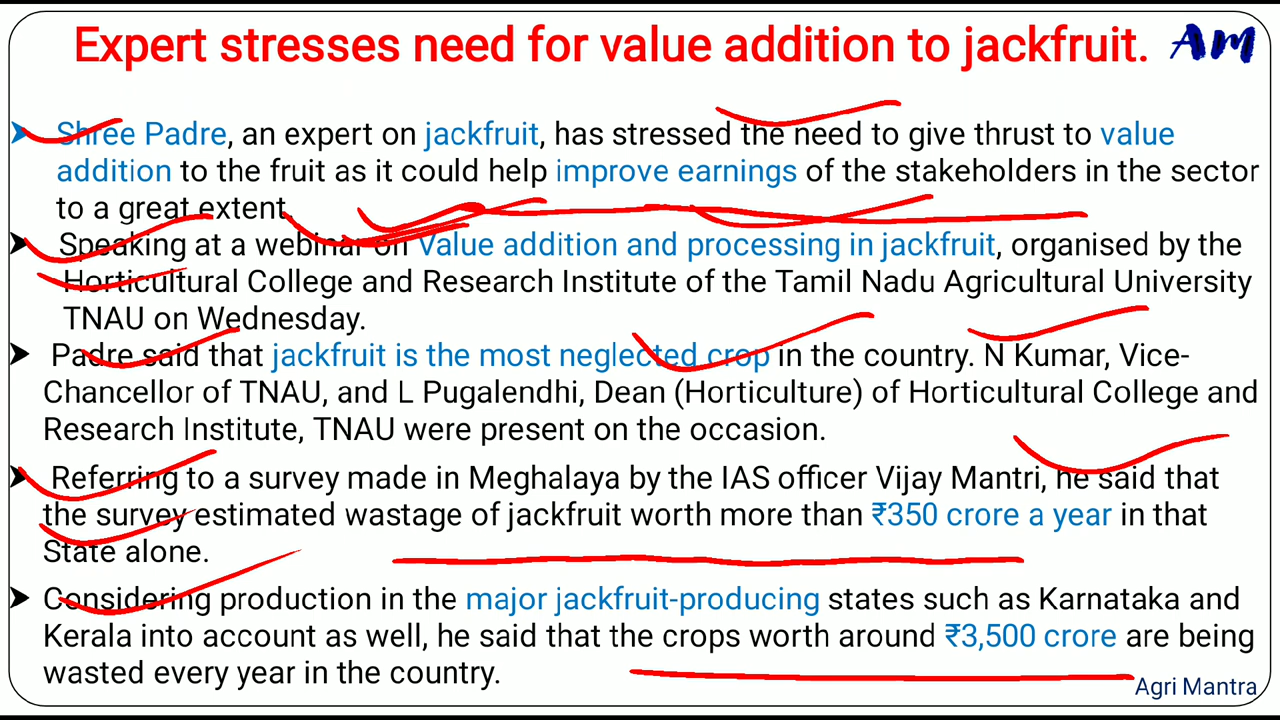 Expert stresses need for value addition to jackfruit. Am
Shree Padre, an expert on jackfruit, has stressed the need to give thrust to value
addition to the fruit as it could help improve earnings of the stakeholders in the sector
to a great extent.
Speaking at a webinar on Value addition and processing in jackfruit, organised by the
Horticultural College and Research Institute of the Tamil Nadu Agricultural University
TNAU on Wednesday.
Padre said that jackfruit is the most neglected crop in the country. N Kumar, Vice-
Chancellor of TNAU, and L Pugalendhi, Dean (Horticulture) of Horticultural College and
Research Institute, TNAU were present on the occasion.
Referring to a survey made in Meghalaya by the IAS officer Vijay Mantri, he said that
the survey estimated wastage of jackfruit worth more than ₹350 crore a year in that
State alone.
Considering production in the major jackfruit-producing states such as Karnataka and
Kerala into account as well, he said that the crops worth around ₹3,500 crore are being
wasted every year in the country.
Agri Mantra